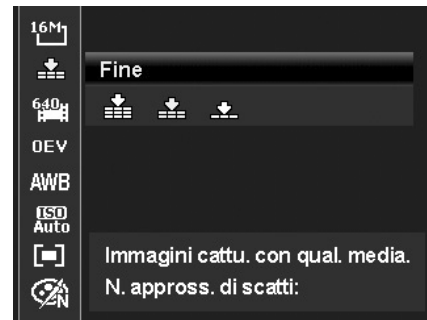 16M
Fine
640
0EV
AWB
ISO
Auto
Immagini cattu. con qual. media.
N
N. appross. di scatti: